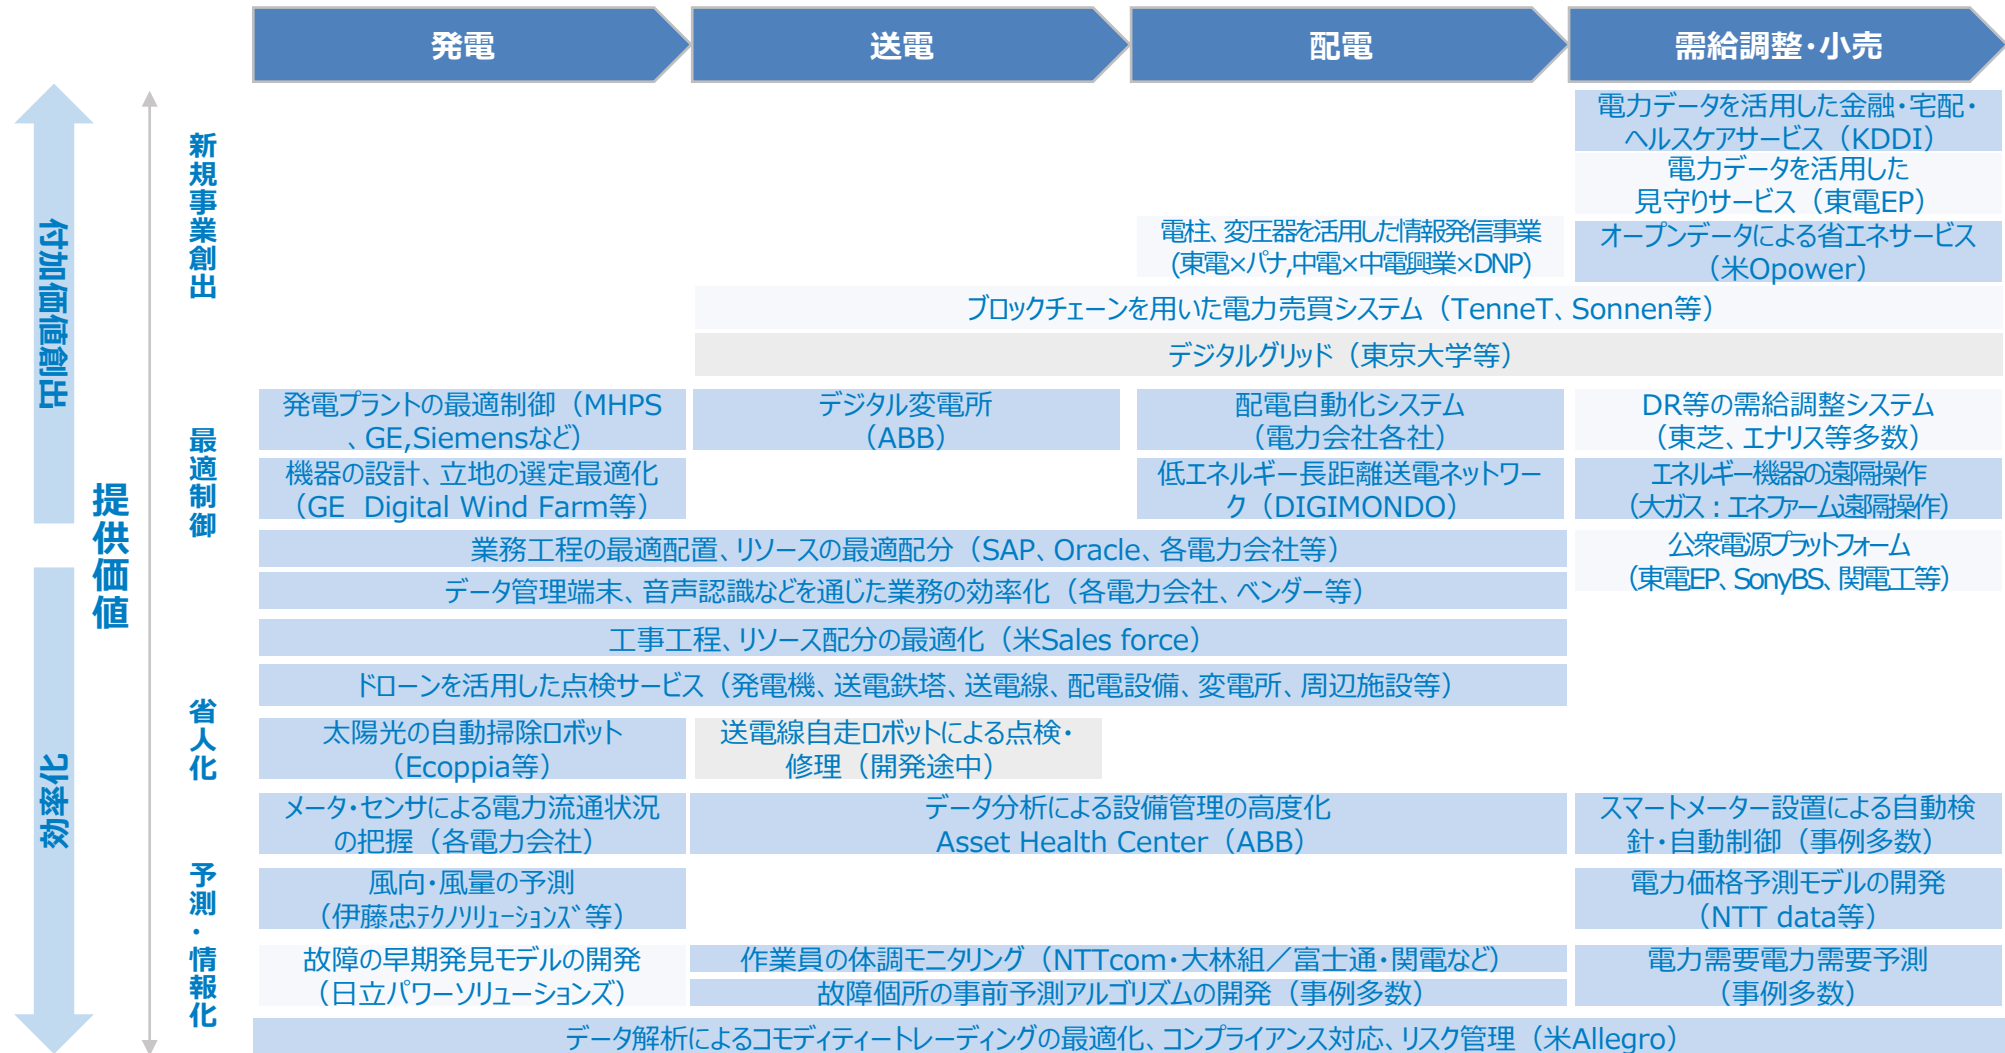 発電
送電
配電
需給調整・小売
付加価値創出
効率化
提供価値
新規事業創出
電力データを活用した金融・宅配・
ヘルスケアサービス（KDDI）
電力データを活用した
見守りサービス（東電EP）
電柱、変圧器を活用した情報発信事業
(東電×パナ,中電×中電興業×DNP)
オープンデータによる省エネサービス
（米Opower）
ブロックチェーンを用いた電力売買システム（TenneT、Sonnen等）
デジタルグリッド（東京大学等）
最適制御
発電プラントの最適制御（MHPS
、GE,Siemensなど）
デジタル変電所
（ABB）
配電自動化システム
（電力会社各社）
DR等の需給調整システム
（東芝、エナリス等多数）
機器の設計、立地の選定最適化
（GE Digital Wind Farm等）
低エネルギー長距離送電ネットワー
ク（DIGIMONDO）
エネルギー機器の遠隔操作
（大ガス：エネファーム遠隔操作）
業務工程の最適配置、リソースの最適配分（SAP、Oracle、各電力会社等）
公衆電源プラットフォーム
（東電EP、SonyBS、関電工等）
データ管理端末、音声認識などを通じた業務の効率化（各電力会社、ベンダー等）
工事工程、リソース配分の最適化（米Sales force）
省人化
ドローンを活用した点検サービス（発電機、送電鉄塔、送電線、配電設備、変電所、周辺施設等）
太陽光の自動掃除ロボット
（Ecoppia等）
送電線自走ロボットによる点検・
修理（開発途中）
予測・情報化
メータ・センサによる電力流通状況
の把握（各電力会社）
データ分析による設備管理の高度化
Asset Health Center（ABB）
スマートメーター設置による自動検
針・自動制御（事例多数）
風向・風量の予測
（伊藤忠ﾃｸﾉｿﾘｭｰｼｮﾝｽﾞ等）
電力価格予測モデルの開発
（NTT data等）
故障の早期発見モデルの開発
（日立パワーソリューションズ）
作業員の体調モニタリング（NTTcom・大林組／富士通・関電など）
故障個所の事前予測アルゴリズムの開発（事例多数）
電力需要電力需要予測
（事例多数）
データ解析によるコモディティートレーディングの最適化、コンプライアンス対応、リスク管理（米Allegro）